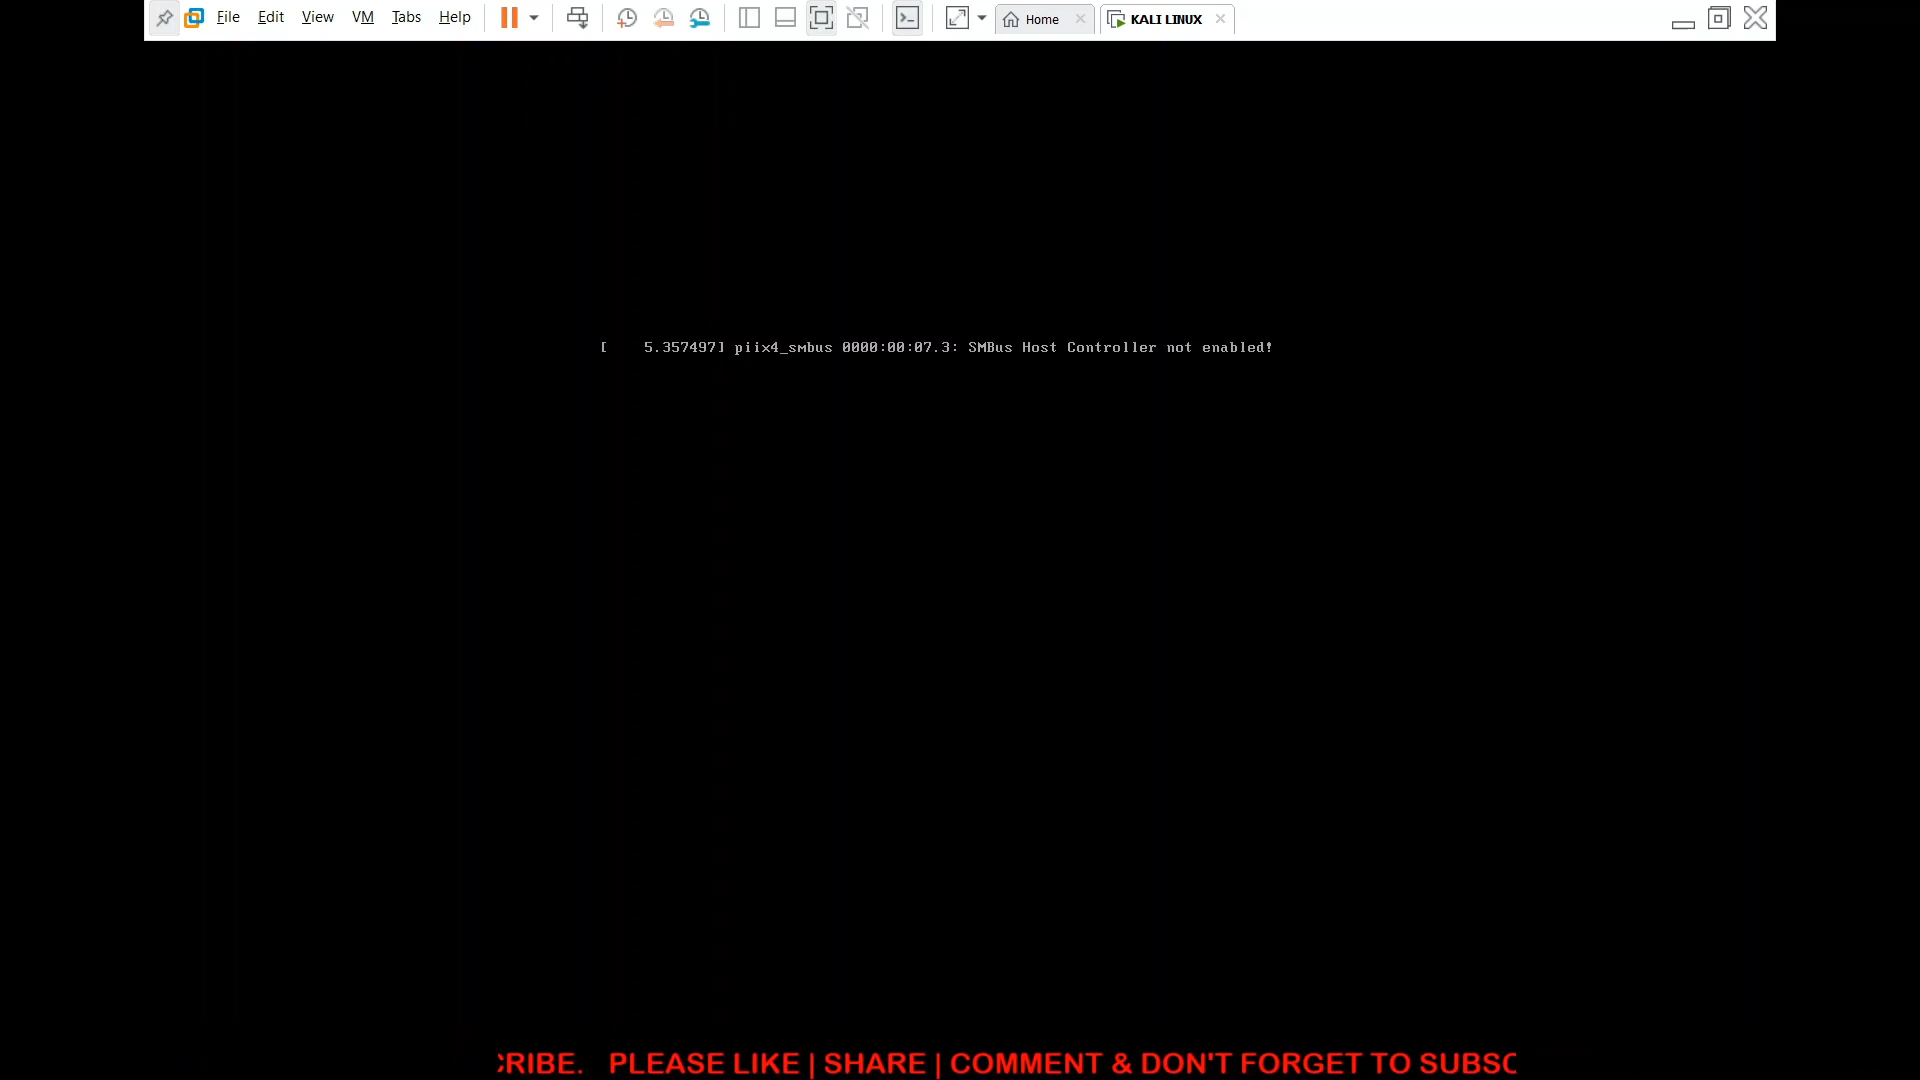 File Edit View VM Tabs Help Home KALI LINUX
[ 5.357497] piix4_smbus 0000:00:07.3: SMBus Host Controller not enabled!
CRIBE. PLEASE LIKE | SHARE | COMMENT & DON'T FORGET TO SUBSC